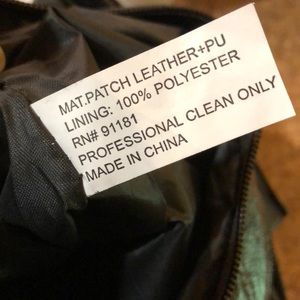 MAT.PATCH LEATHER+PU
LINING: 100% POLYESTER
RN# 91181
PROFESSIONAL CLEAN ONLY
MADE IN CHINA